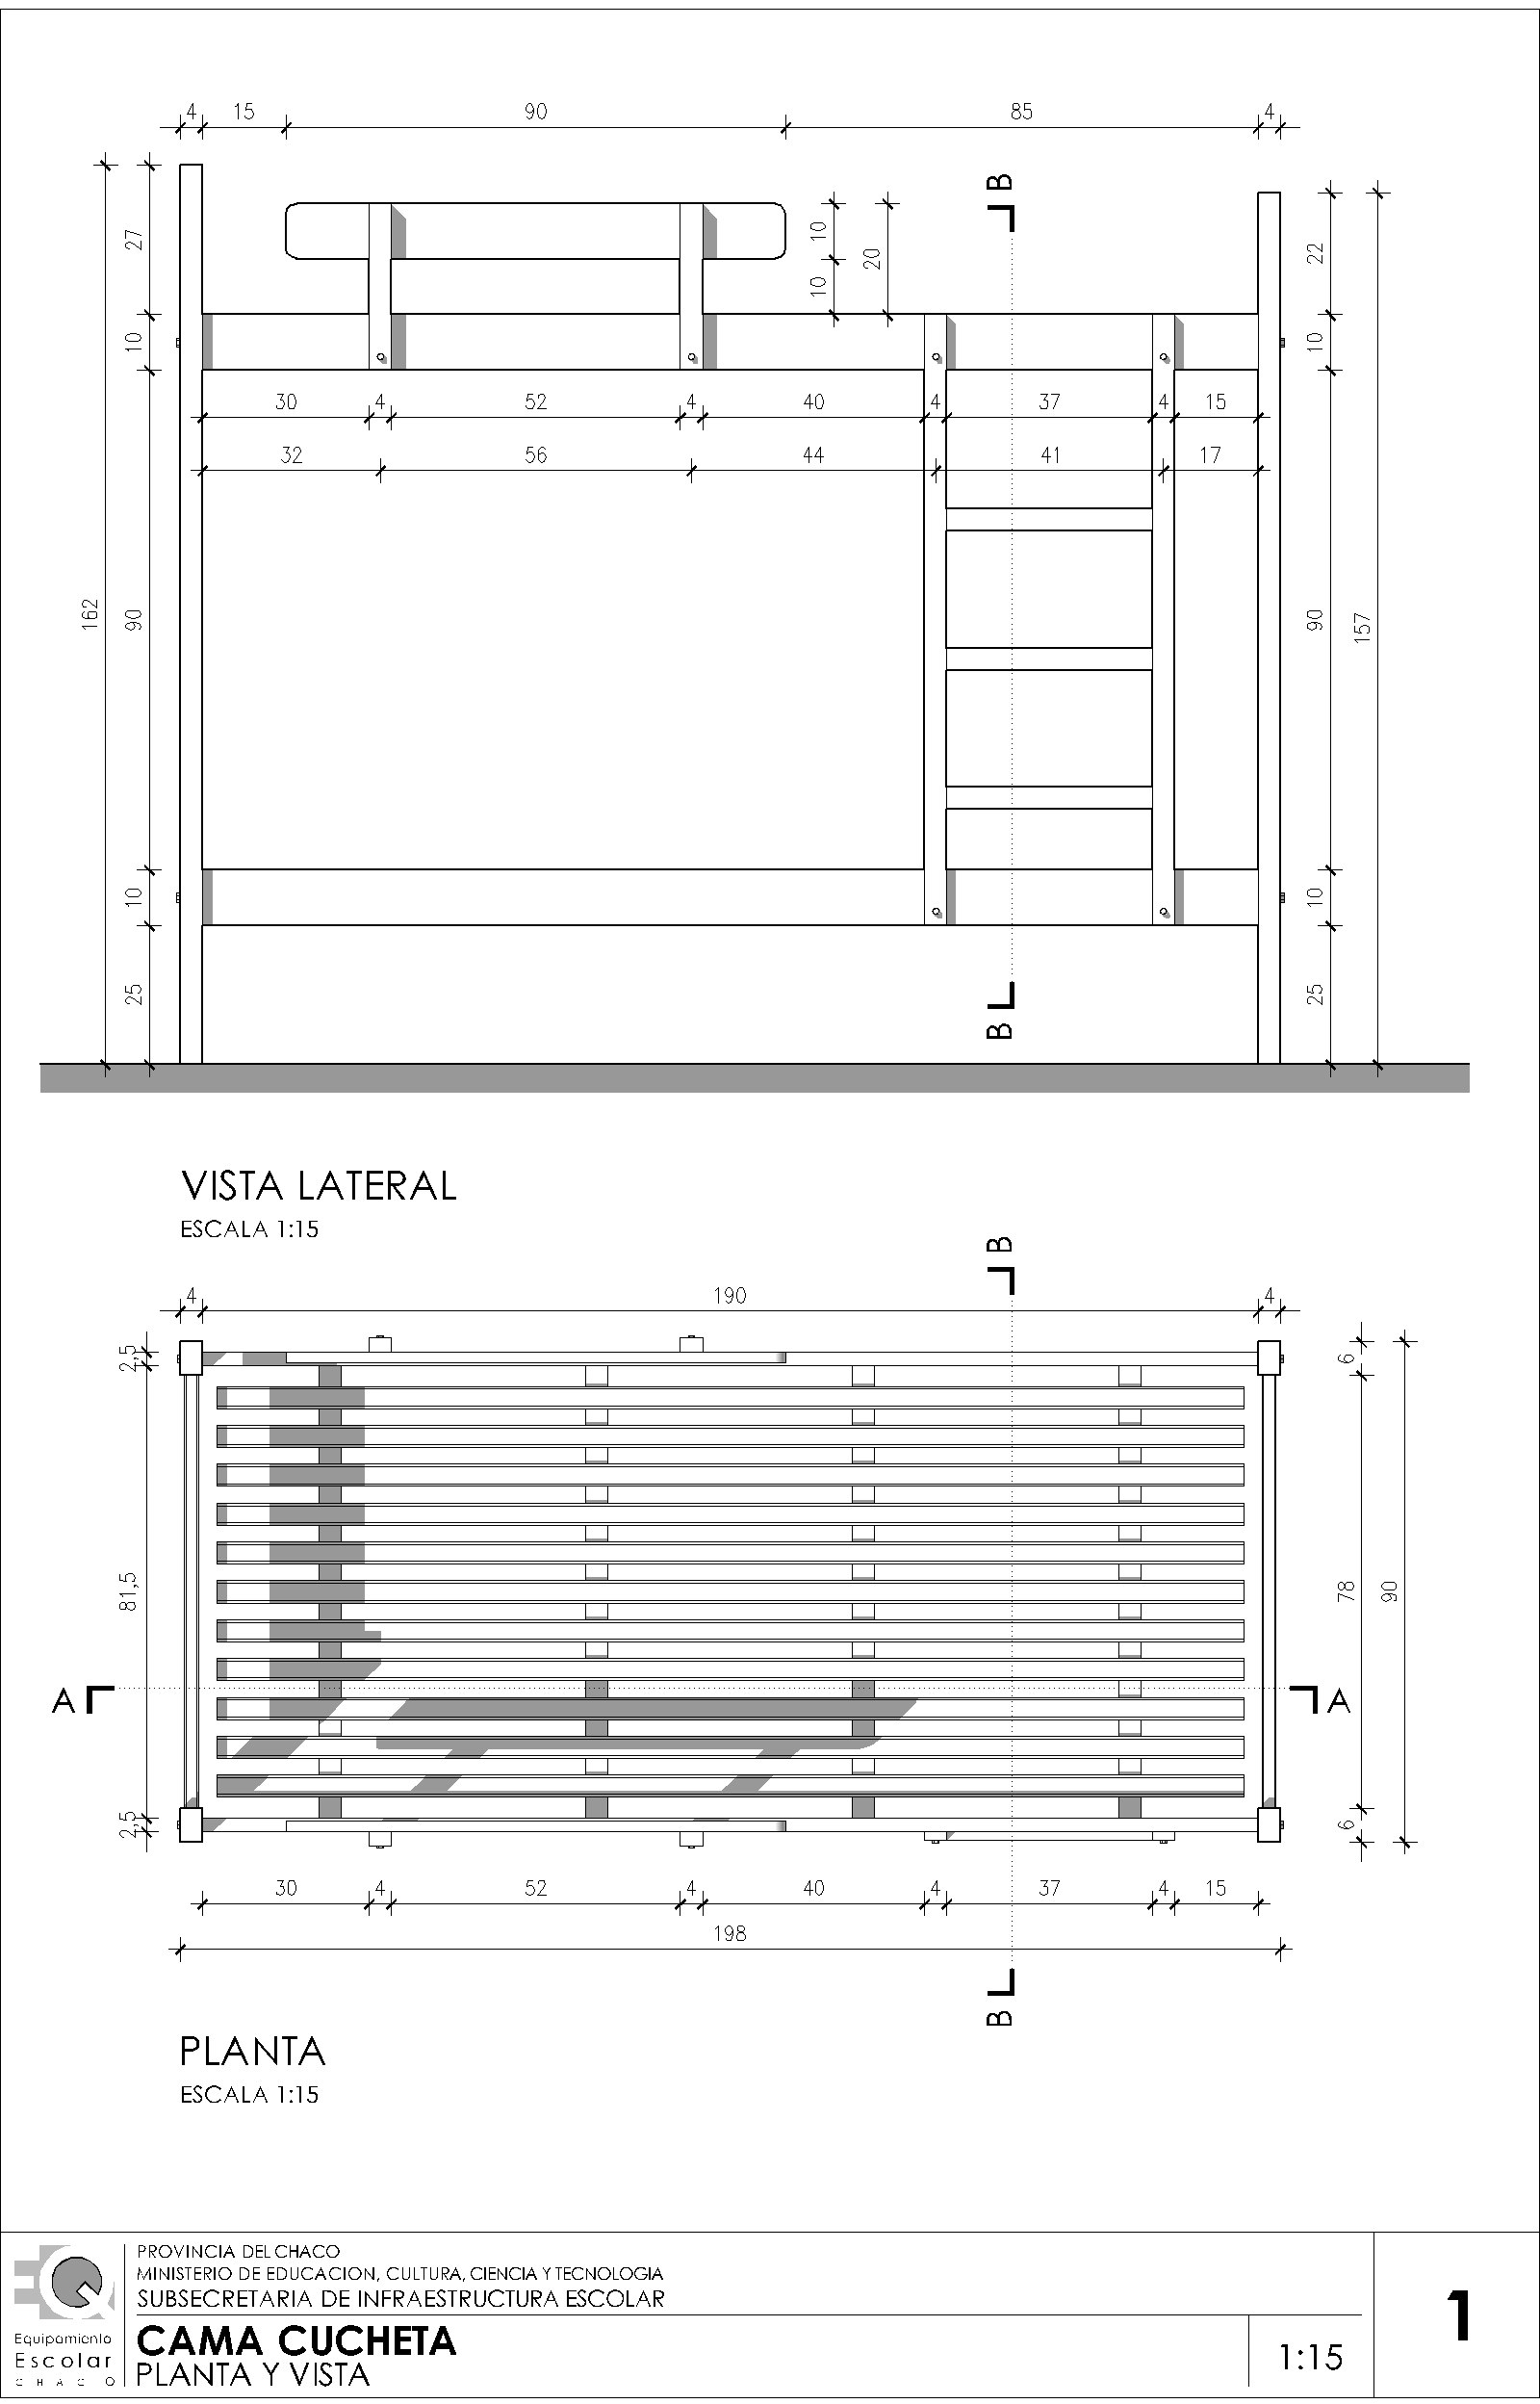 4 15 90 85 4
B
27
10
10
20
22
10
10
30 4 52 4 40 4 37 4 15
32 56 44 41 17
162
90
90
157
10
10
25
25
B
VISTA LATERAL
ESCALA 1:15
B
4 190 4
2,5
6
81,5
78
90
A
A
2,5
6
30 4 52 4 40 4 37 4 15
198
B
PLANTA
ESCALA 1:15
PROVINCIA DEL CHACO
MINISTERIO DE EDUCACION, CULTURA, CIENCIA Y TECNOLOGIA
SUBSECRETARIA DE INFRAESTRUCTURA ESCOLAR
EQ
Equipamiento
Escolar
CHACO
CAMA CUCHETA
PLANTA Y VISTA
1:15
1